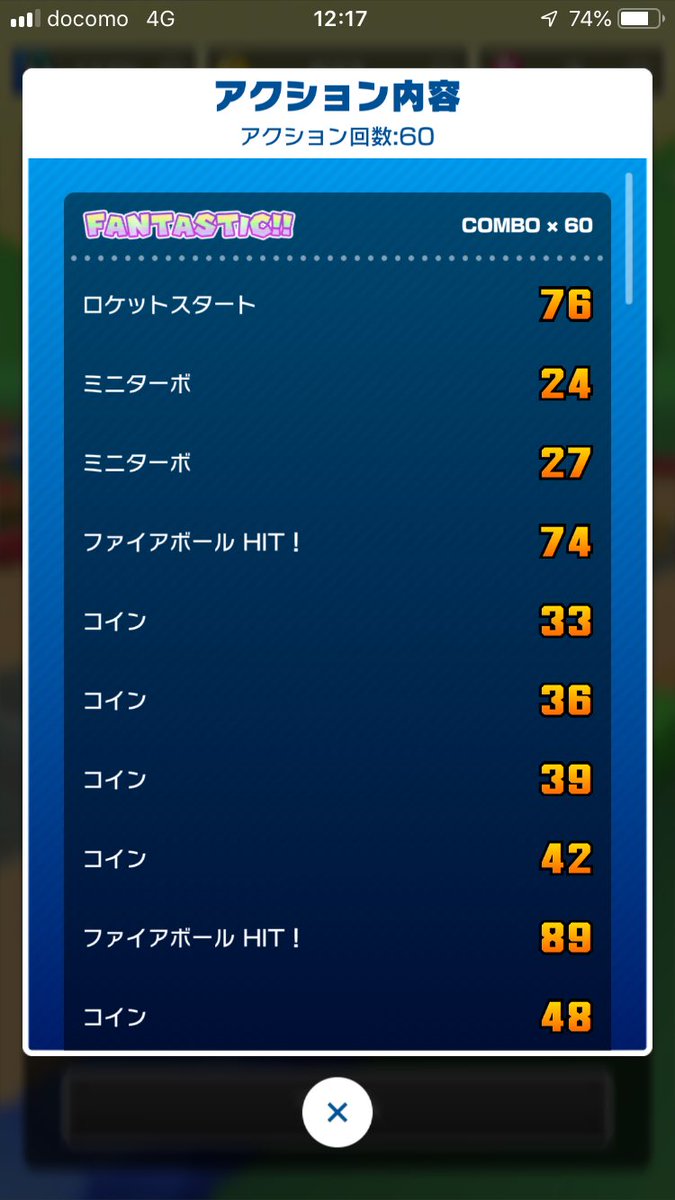 docomo 4G 12:17 74%
アクション内容
アクション回数:60
FANTASTIC!! COMBO × 60
ロケットスタート 76
ミニターボ 24
ミニターボ 27
ファイアボール HIT！ 74
コイン 33
コイン 36
コイン 39
コイン 42
ファイアボール HIT！ 89
コイン 48